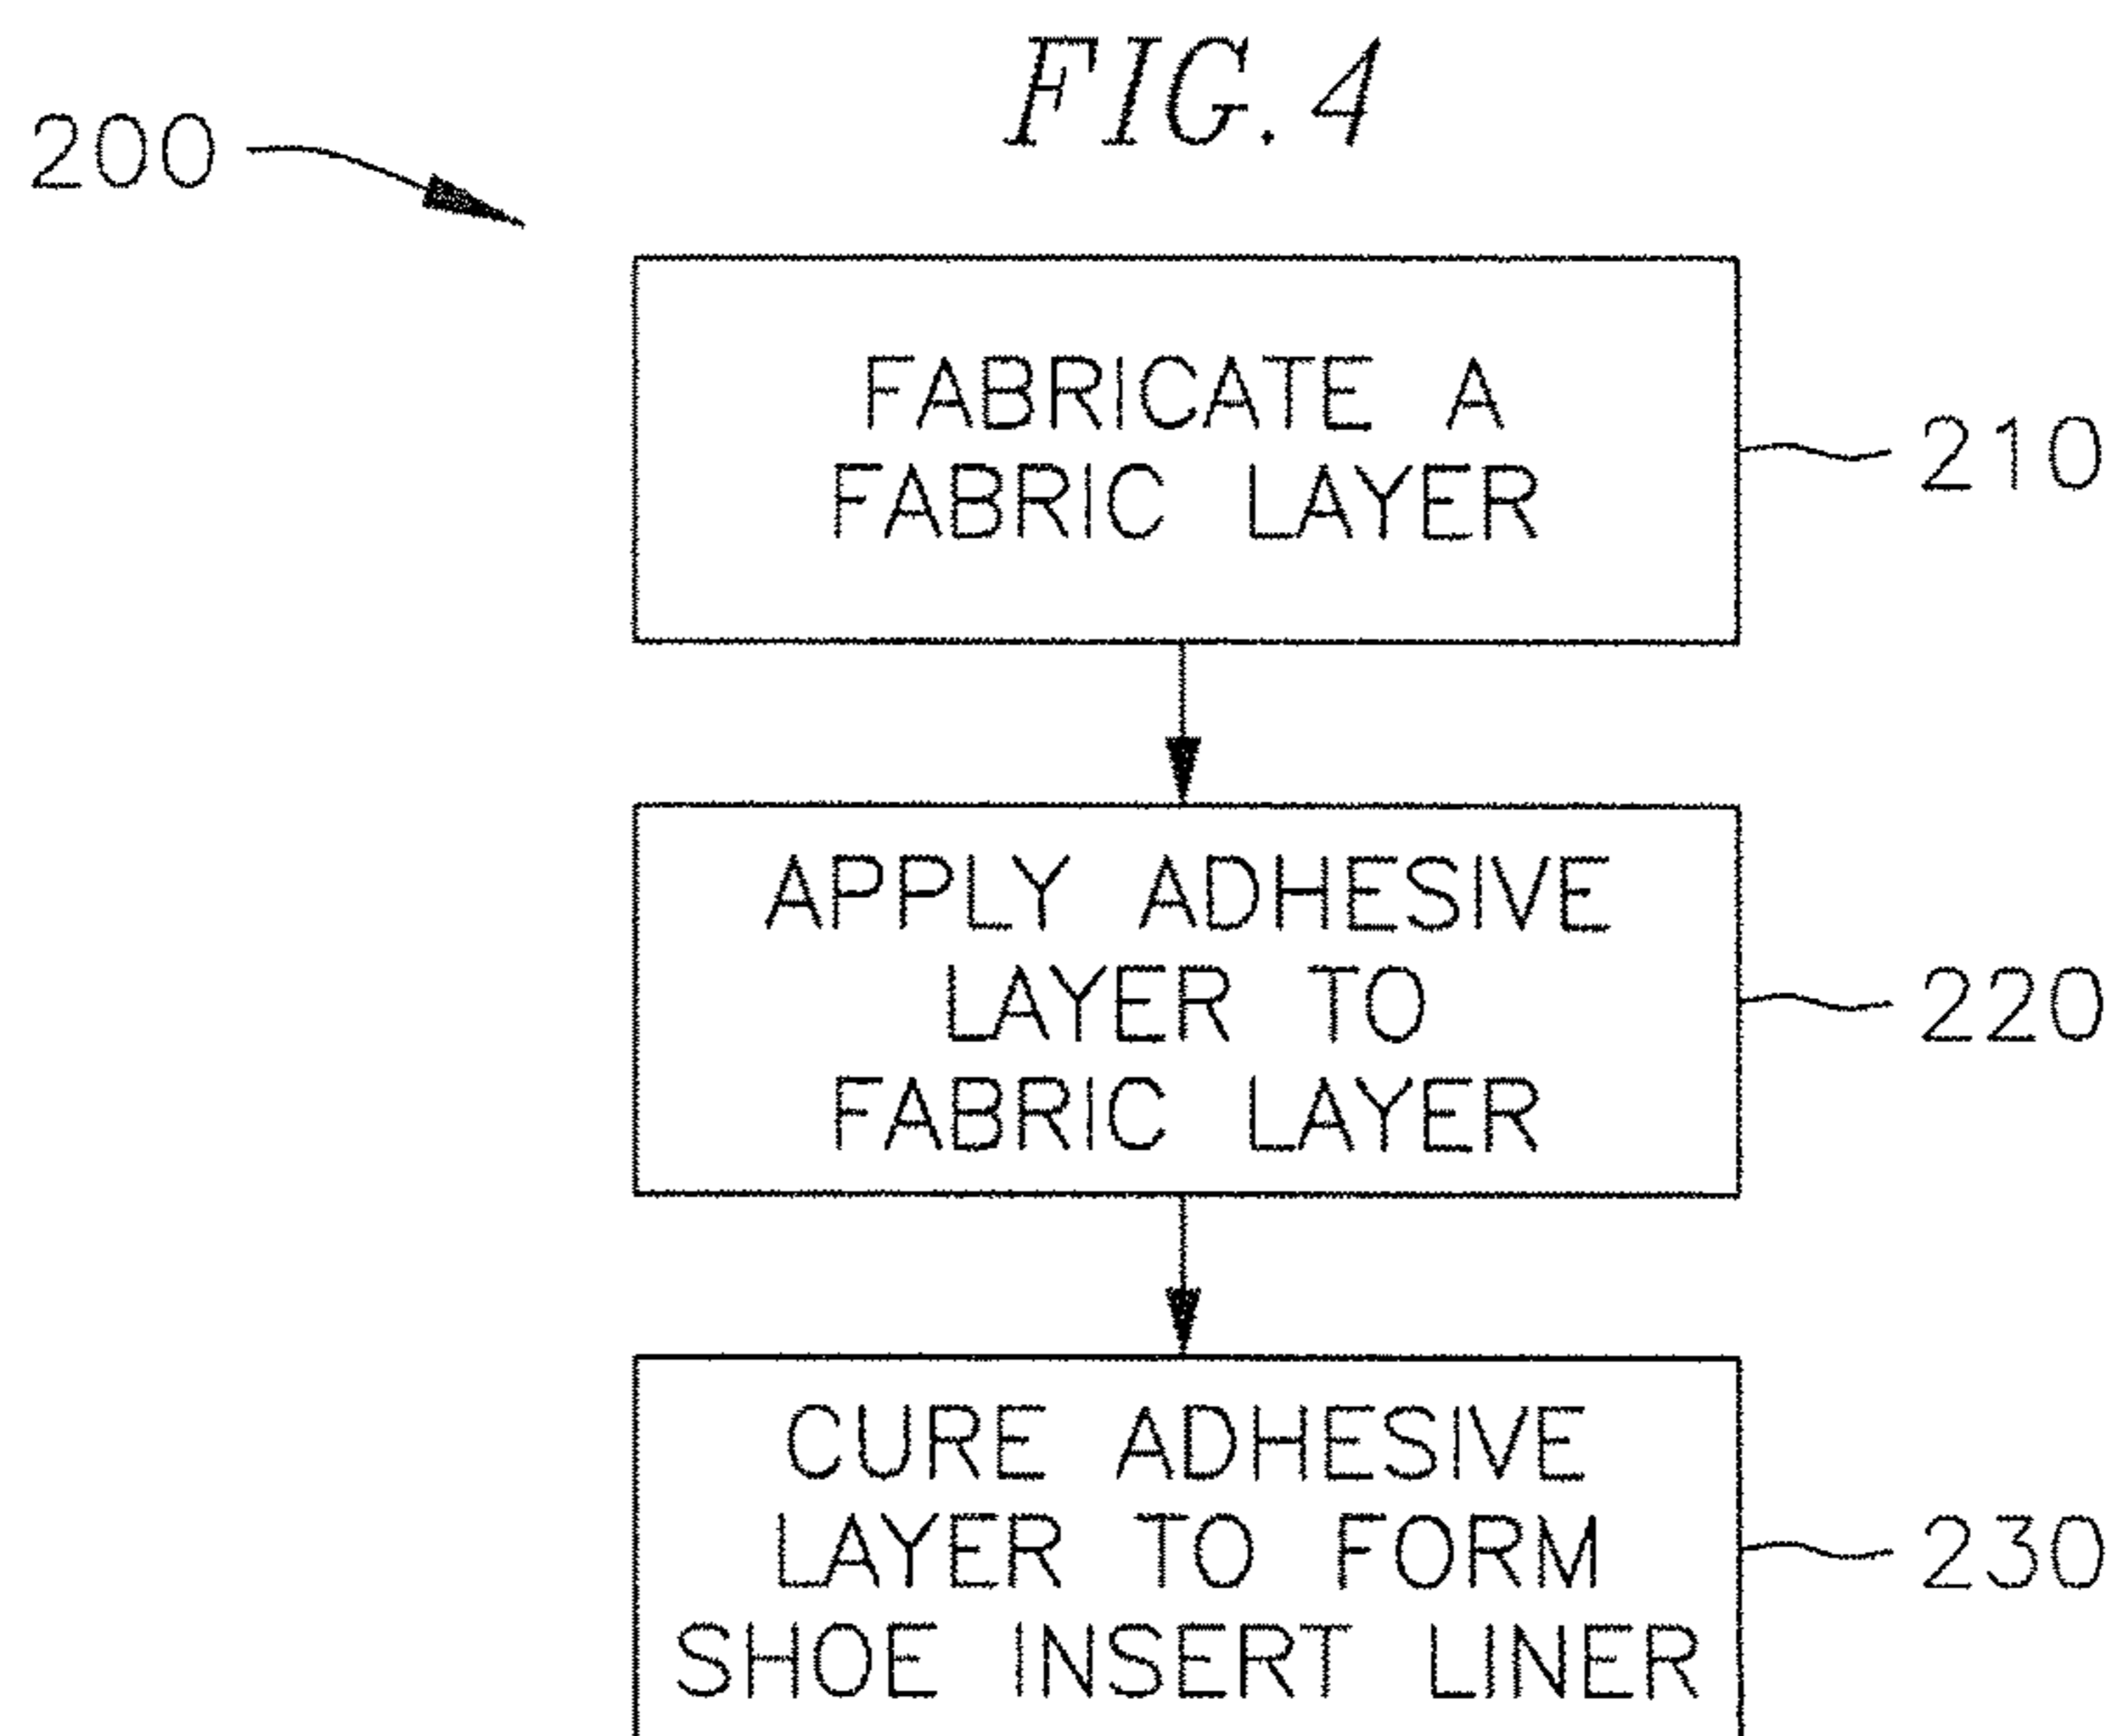 FIG. 4
200
FABRICATE A
FABRIC LAYER
210
APPLY ADHESIVE
LAYER TO
FABRIC LAYER
220
CURE ADHESIVE
LAYER TO FORM
SHOE INSERT LINER
230